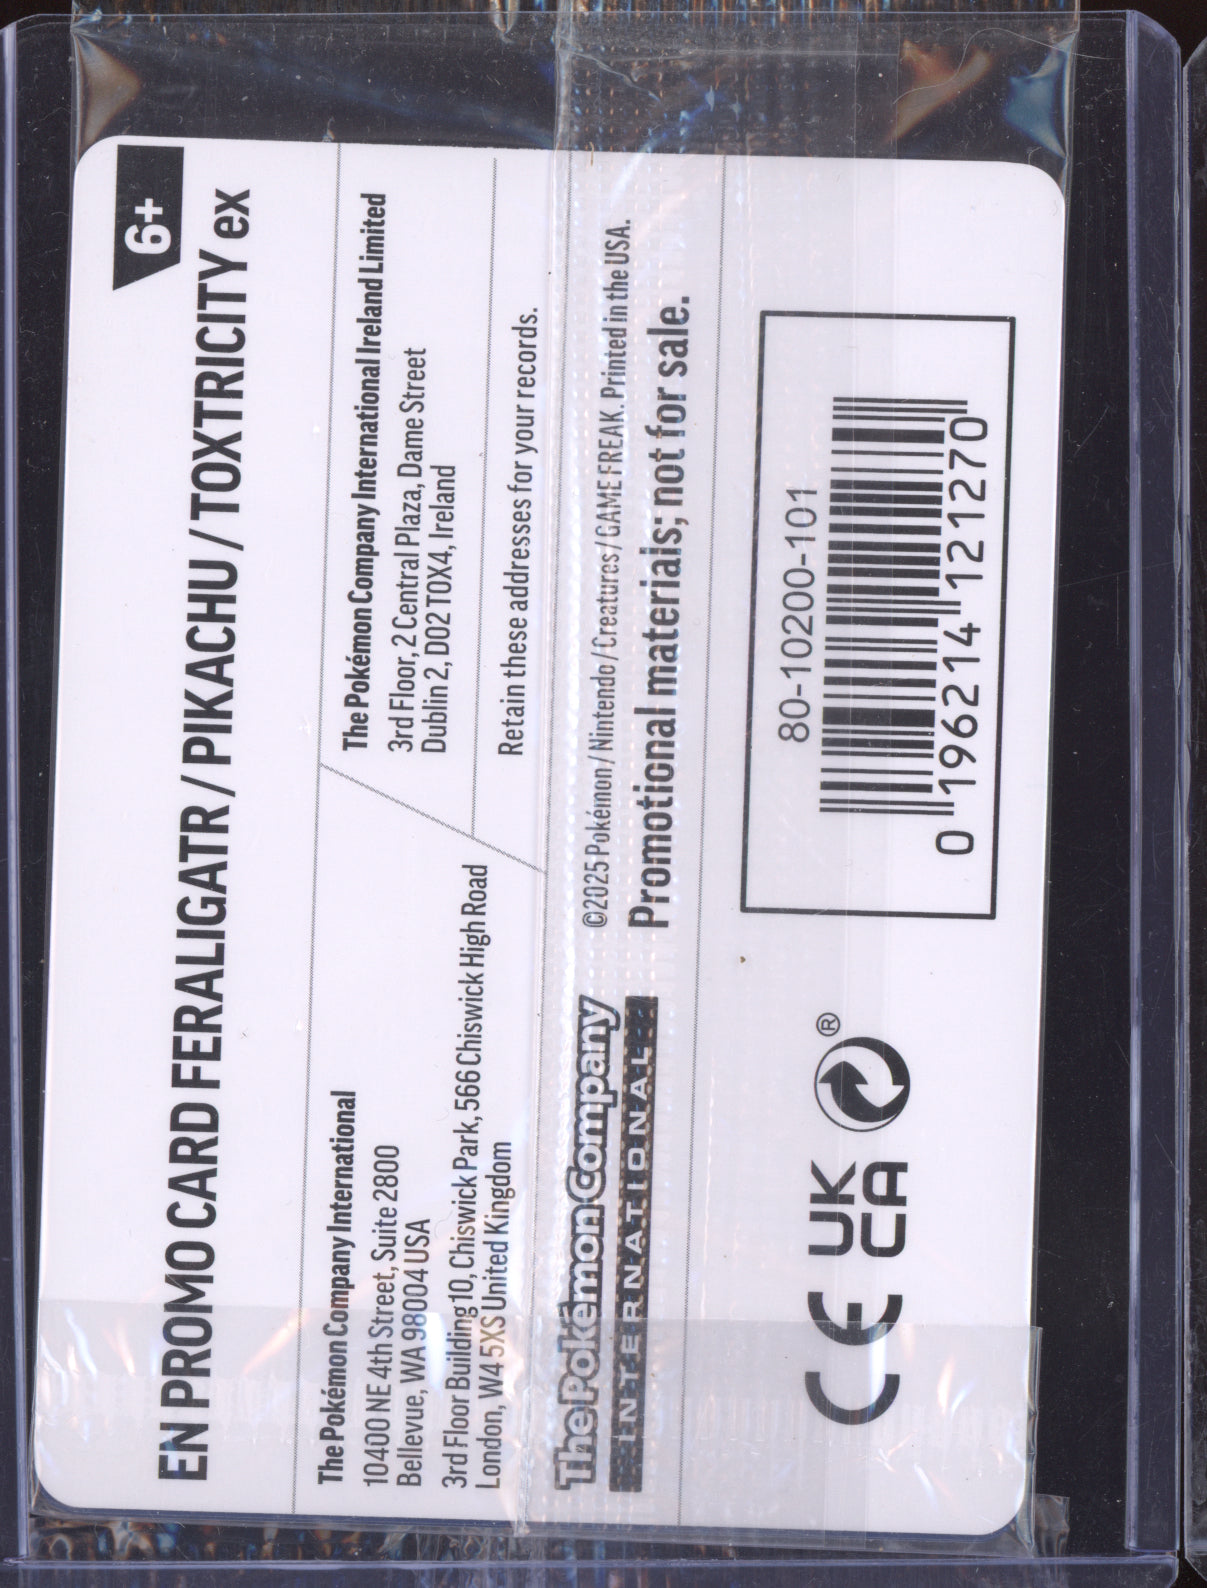 6+
EN PROMO CARD FERALIGATR / PIKACHU / TOXTRICITY ex
The Pokémon Company International
10400 NE 4th Street, Suite 2800
Bellevue, WA 98004 USA
3rd Floor Building 10, Chiswick Park, 566 Chiswick High Road
London, W4 5XS United Kingdom
The Pokémon Company International Ireland Limited
3rd Floor, 2 Central Plaza, Dame Street
Dublin 2, D02 T0X4, Ireland
Retain these addresses for your records.
The Pokémon Company
INTERNATIONAL
©2025 Pokémon / Nintendo / Creatures / GAME FREAK. Printed in the USA.
Promotional materials; not for sale.
CE UK
CA
®
80-10200-101
0 196214 121270